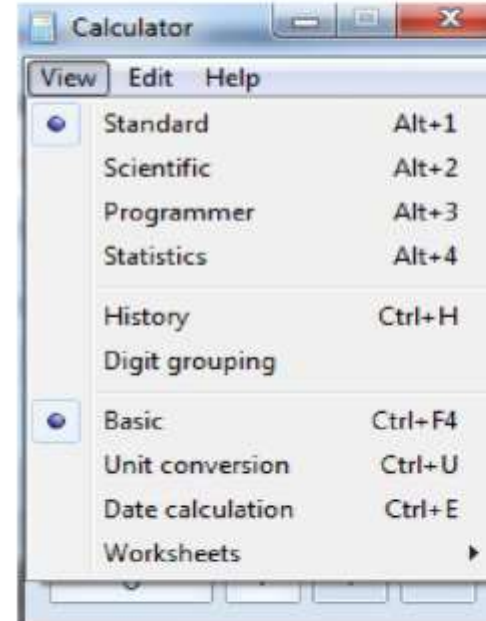 Calculator
View Edit Help
Standard Alt+1
Scientific Alt+2
Programmer Alt+3
Statistics Alt+4
History Ctrl+H
Digit grouping
Basic Ctrl+F4
Unit conversion Ctrl+U
Date calculation Ctrl+E
Worksheets